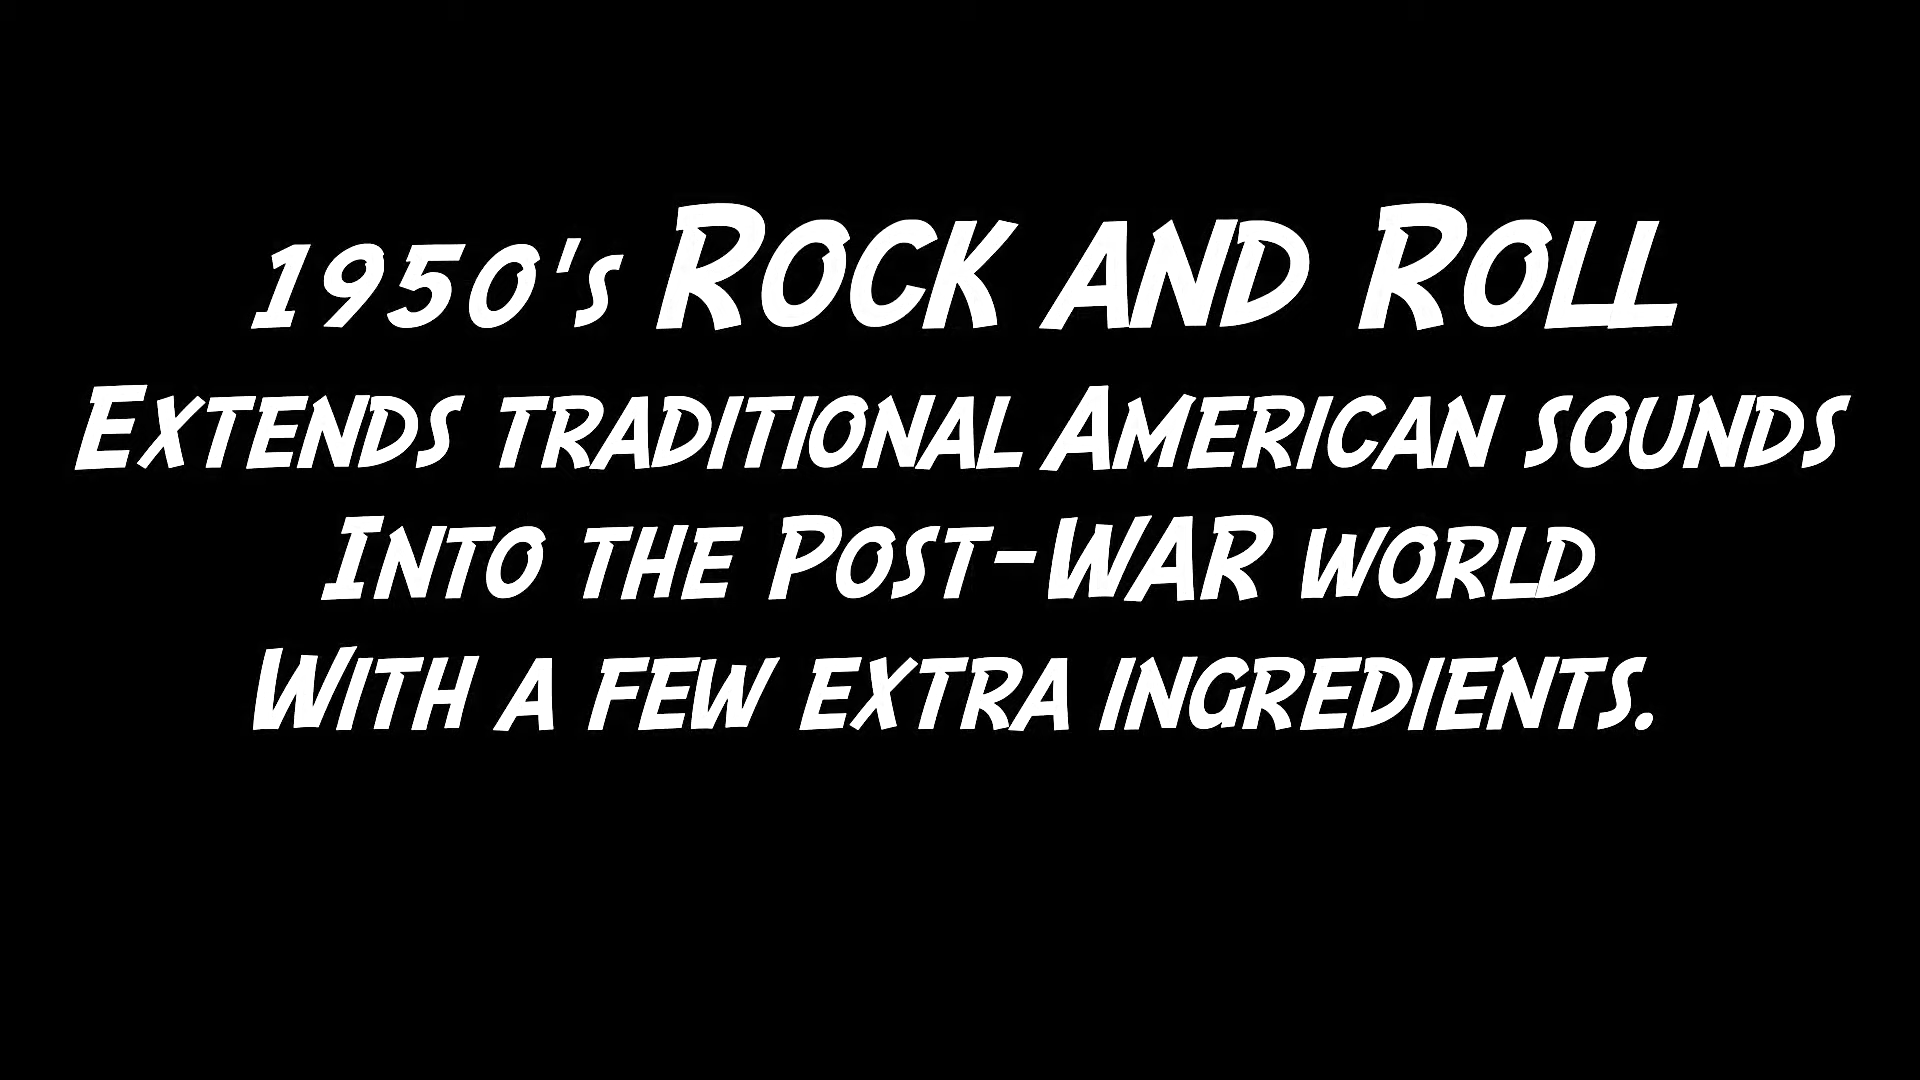 1950's Rock and Roll
Extends traditional American sounds
Into the Post-WAR world
With a few extra ingredients.